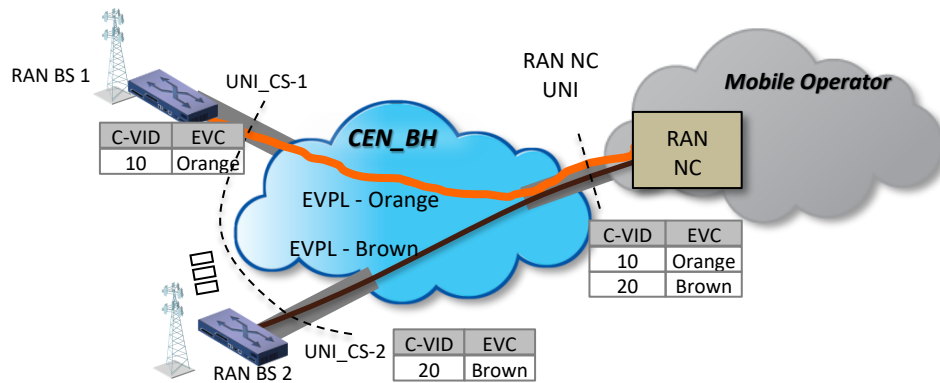 RAN BS 1
UNI_CS-1
RAN NC
UNI
Mobile Operator
C-VID EVC
10 Orange
CEN_BH
RAN
NC
EVPL - Orange
EVPL - Brown
C-VID EVC
10 Orange
20 Brown
UNI_CS-2
RAN BS 2
C-VID EVC
20 Brown